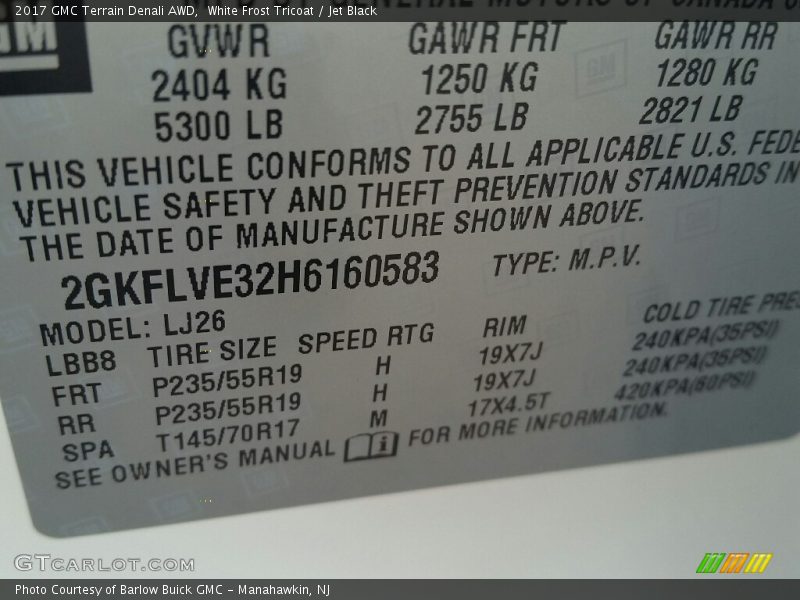 2017 GMC Terrain Denali AWD, White Frost Tricoat / Jet Black
GM
GVWR GAWR FRT GAWR RR
2404 KG 1250 KG 1280 KG
5300 LB 2755 LB 2821 LB
THIS VEHICLE CONFORMS TO ALL APPLICABLE U.S. FEDE
VEHICLE SAFETY AND THEFT PREVENTION STANDARDS IN
THE DATE OF MANUFACTURE SHOWN ABOVE.
2GKFLVE32H6160583 TYPE: M.P.V.
MODEL: LJ26
LBB8 TIRE SIZE SPEED RTG RIM COLD TIRE PRE
FRT P235/55R19 H 19X7J 240KPA(35PSI)
RR P235/55R19 H 19X7J 240KPA(35PSI)
SPA T145/70R17 M 17X4.5T 420KPA(60PSI)
SEE OWNER'S MANUAL FOR MORE INFORMATION.
GTCARLOT.COM
Photo Courtesy of Barlow Buick GMC - Manahawkin, NJ